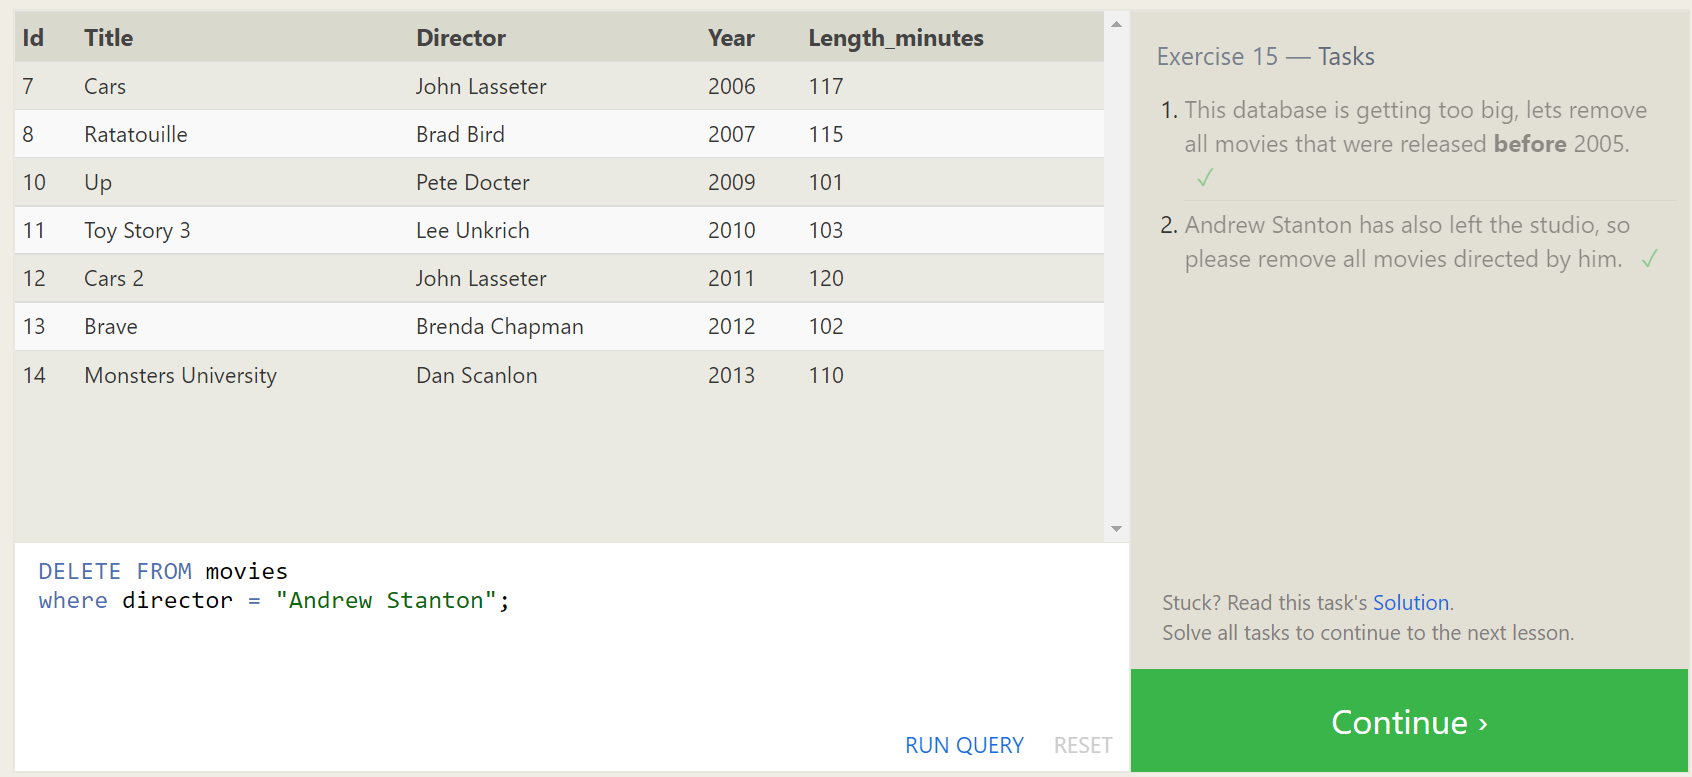 Id Title Director Year Length_minutes
7 Cars John Lasseter 2006 117
8 Ratatouille Brad Bird 2007 115
10 Up Pete Docter 2009 101
11 Toy Story 3 Lee Unkrich 2010 103
12 Cars 2 John Lasseter 2011 120
13 Brave Brenda Chapman 2012 102
14 Monsters University Dan Scanlon 2013 110
DELETE FROM movies
where director = "Andrew Stanton";
RUN QUERY RESET
Exercise 15 — Tasks
1. This database is getting too big, lets remove
all movies that were released before 2005.
✓
2. Andrew Stanton has also left the studio, so
please remove all movies directed by him. ✓
Stuck? Read this task's Solution.
Solve all tasks to continue to the next lesson.
Continue ›